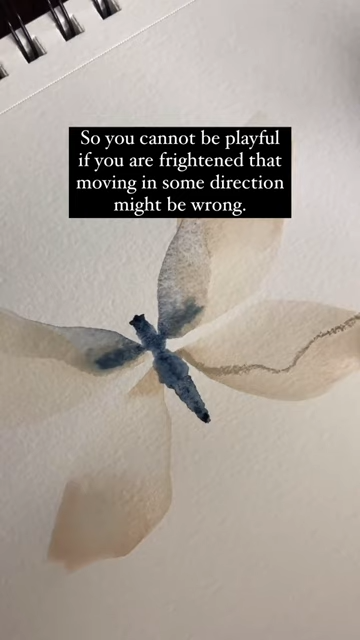 So you cannot be playful
if you are frightened that
moving in some direction
might be wrong.